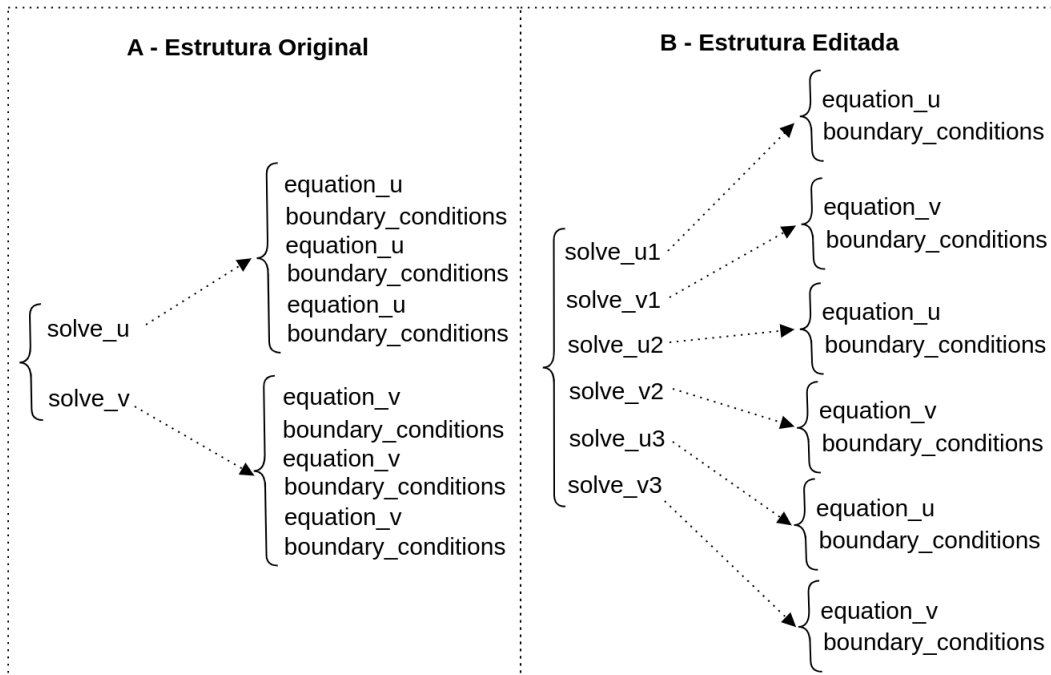 A - Estrutura Original
solve_u
solve_v
equation_u
boundary_conditions
equation_u
boundary_conditions
equation_u
boundary_conditions
equation_v
boundary_conditions
equation_v
boundary_conditions
equation_v
boundary_conditions
B - Estrutura Editada
solve_u1
solve_v1
solve_u2
solve_v2
solve_u3
solve_v3
equation_u
boundary_conditions
equation_v
boundary_conditions
equation_u
boundary_conditions
equation_v
boundary_conditions
equation_u
boundary_conditions
equation_v
boundary_conditions